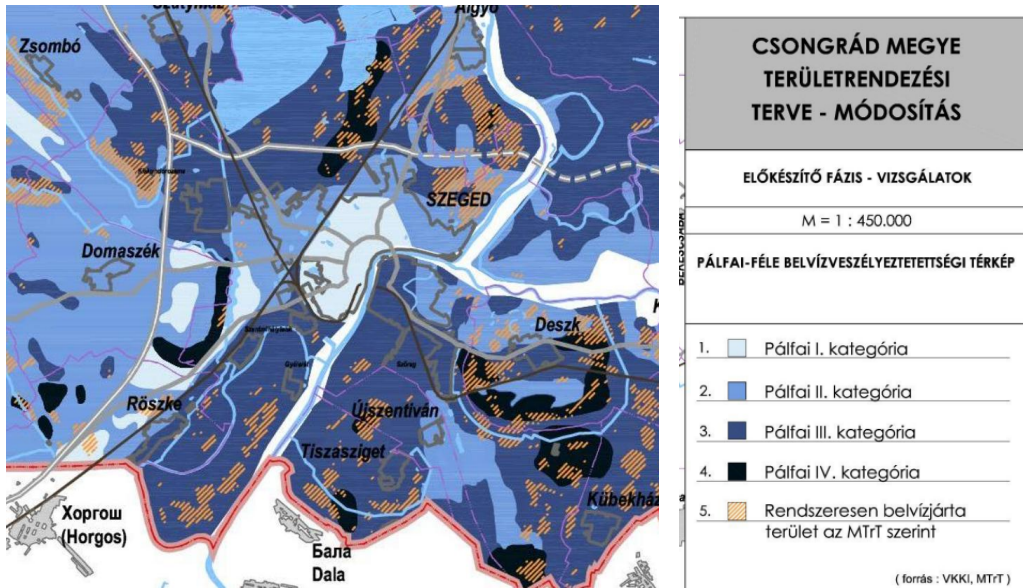 Algyő
Zsombó
SZEGED
Domaszék
Deszk
Röszke
Újszentiván
Tiszasziget
Kübekház
Хоргош
(Horgos)
Бала
Dala
CSONGRÁD MEGYE
TERÜLETRENDEZÉSI
TERVE - MÓDOSÍTÁS
ELŐKÉSZÍTŐ FÁZIS - VIZSGÁLATOK
M = 1 : 450.000
PÁLFAI-FÉLE BELVÍZVESZÉLYEZTETETTSÉGI TÉRKÉP
1. Pálfai I. kategória
2. Pálfai II. kategória
3. Pálfai III. kategória
4. Pálfai IV. kategória
5. Rendszeresen belvízjárta
terület az MTrT szerint
( forrás : VKKI, MTrT )